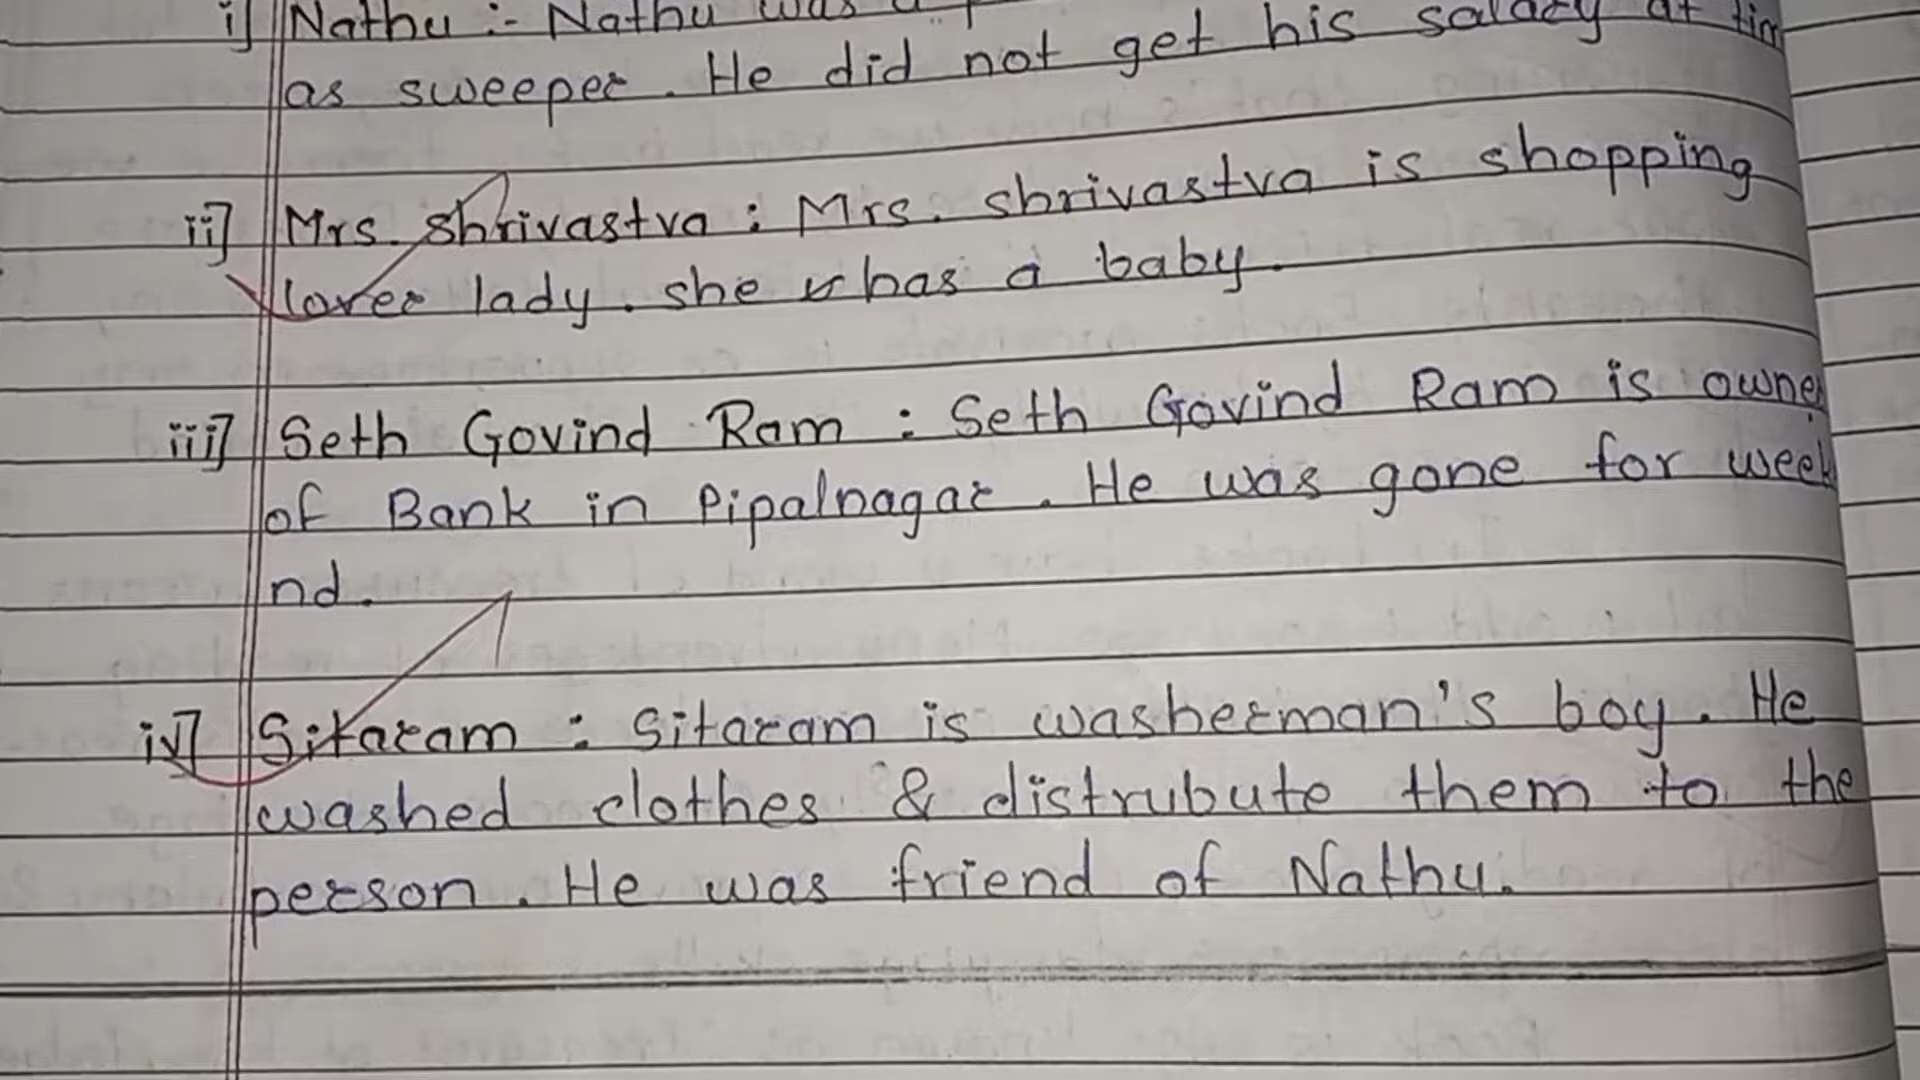 i] Nathu :- Nathu was a
as sweeper. He did not get his salary at tim
ii] Mrs. Shrivastva : Mrs. Shrivastva is shopping
lover lady. she has a baby.
iii] Seth Govind Ram : Seth Govind Ram is owner
of Bank in Pipalnagar. He was gone for week
nd.
iv] Sitaram : Sitaram is washerman's boy. He
washed clothes & distrubute them to the
person. He was friend of Nathu.